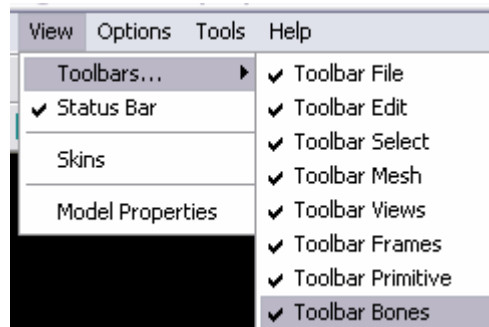 View Options Tools Help
Toolbars...
Status Bar
Skins
Model Properties
Toolbar File
Toolbar Edit
Toolbar Select
Toolbar Mesh
Toolbar Views
Toolbar Frames
Toolbar Primitive
Toolbar Bones